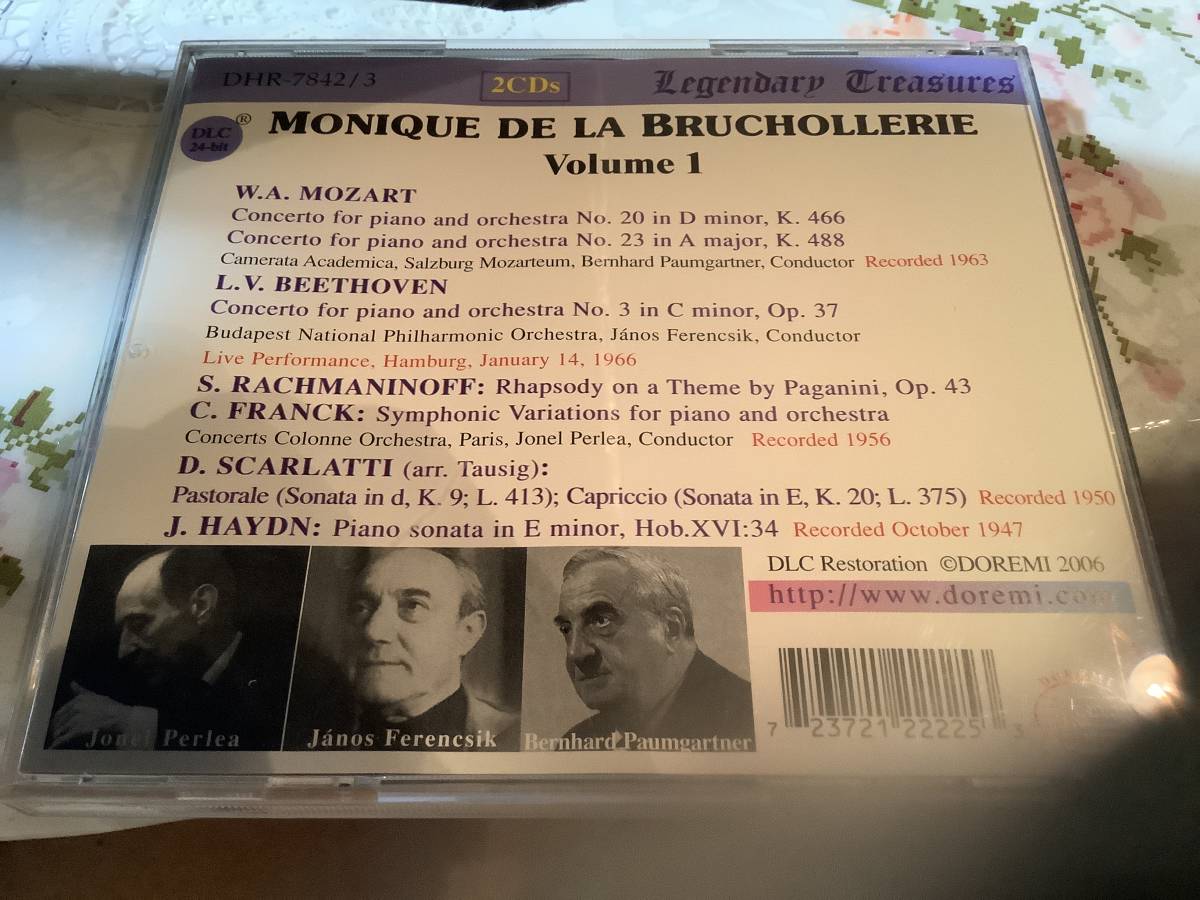 DHR-7842/3 2CDs Legendary Treasures
DLC ® MONIQUE DE LA BRUCHOLLERIE
24-bit
Volume 1
W.A. MOZART
Concerto for piano and orchestra No. 20 in D minor, K. 466
Concerto for piano and orchestra No. 23 in A major, K. 488
Camerata Academica, Salzburg Mozarteum, Bernhard Paumgartner, Conductor Recorded 1963
L.V. BEETHOVEN
Concerto for piano and orchestra No. 3 in C minor, Op. 37
Budapest National Philharmonic Orchestra, János Ferencsik, Conductor
Live Performance, Hamburg, January 14, 1966
S. RACHMANINOFF: Rhapsody on a Theme by Paganini, Op. 43
C. FRANCK: Symphonic Variations for piano and orchestra
Concerts Colonne Orchestra, Paris, Jonel Perlea, Conductor Recorded 1956
D. SCARLATTI (arr. Tausig):
Pastorale (Sonata in d, K. 9; L. 413); Capriccio (Sonata in E, K. 20; L. 375) Recorded 1950
J. HAYDN: Piano sonata in E minor, Hob.XVI:34 Recorded October 1947
DLC Restoration ©DOREMI 2006
http://www.doremi.com
Jonel Perlea János Ferencsik Bernhard Paumgartner
7 23721 22225 3